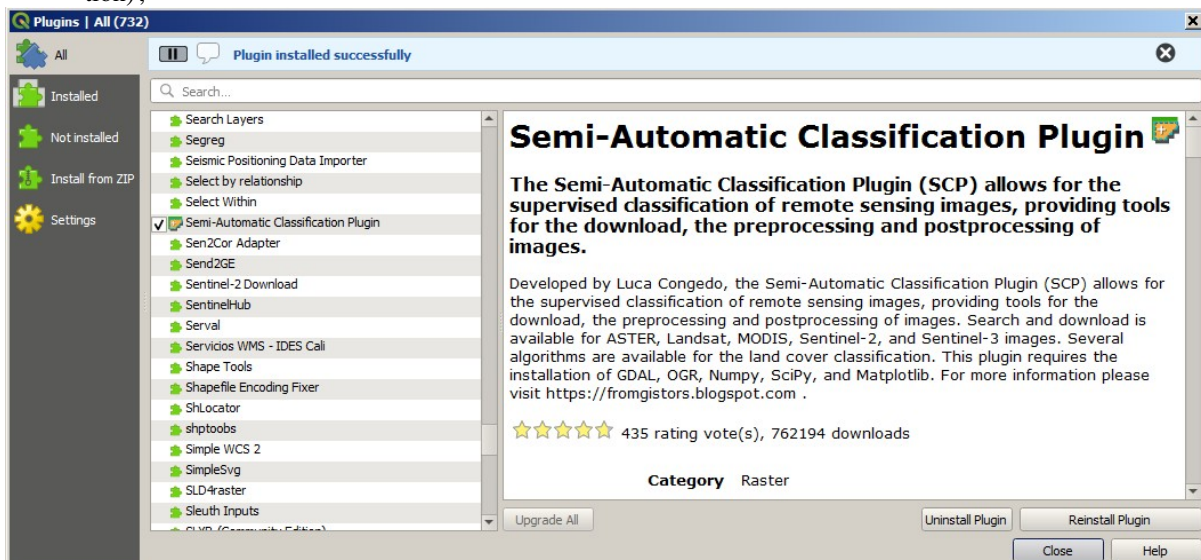 Plugins | All (732)
All
Plugin installed successfully
Installed
Not installed
Install from ZIP
Settings
Search...
Search Layers
Segreg
Seismic Positioning Data Importer
Select by relationship
Select Within
Semi-Automatic Classification Plugin
Sen2Cor Adapter
Send2GE
Sentinel-2 Download
SentinelHub
Serval
Servicios WMS - IDES Cali
Shape Tools
Shapefile Encoding Fixer
ShLocator
shptoobs
Simple WCS 2
SimpleSvg
SLD4raster
Sleuth Inputs
Semi-Automatic Classification Plugin
The Semi-Automatic Classification Plugin (SCP) allows for the
supervised classification of remote sensing images, providing tools
for the download, the preprocessing and postprocessing of
images.
Developed by Luca Congedo, the Semi-Automatic Classification Plugin (SCP) allows for
the supervised classification of remote sensing images, providing tools for the
download, the preprocessing and postprocessing of images. Search and download is
available for ASTER, Landsat, MODIS, Sentinel-2, and Sentinel-3 images. Several
algorithms are available for the land cover classification. This plugin requires the
installation of GDAL, OGR, Numpy, SciPy, and Matplotlib. For more information please
visit https://fromgistors.blogspot.com .
435 rating vote(s), 762194 downloads
Category Raster
Upgrade All
Uninstall Plugin
Reinstall Plugin
Close
Help